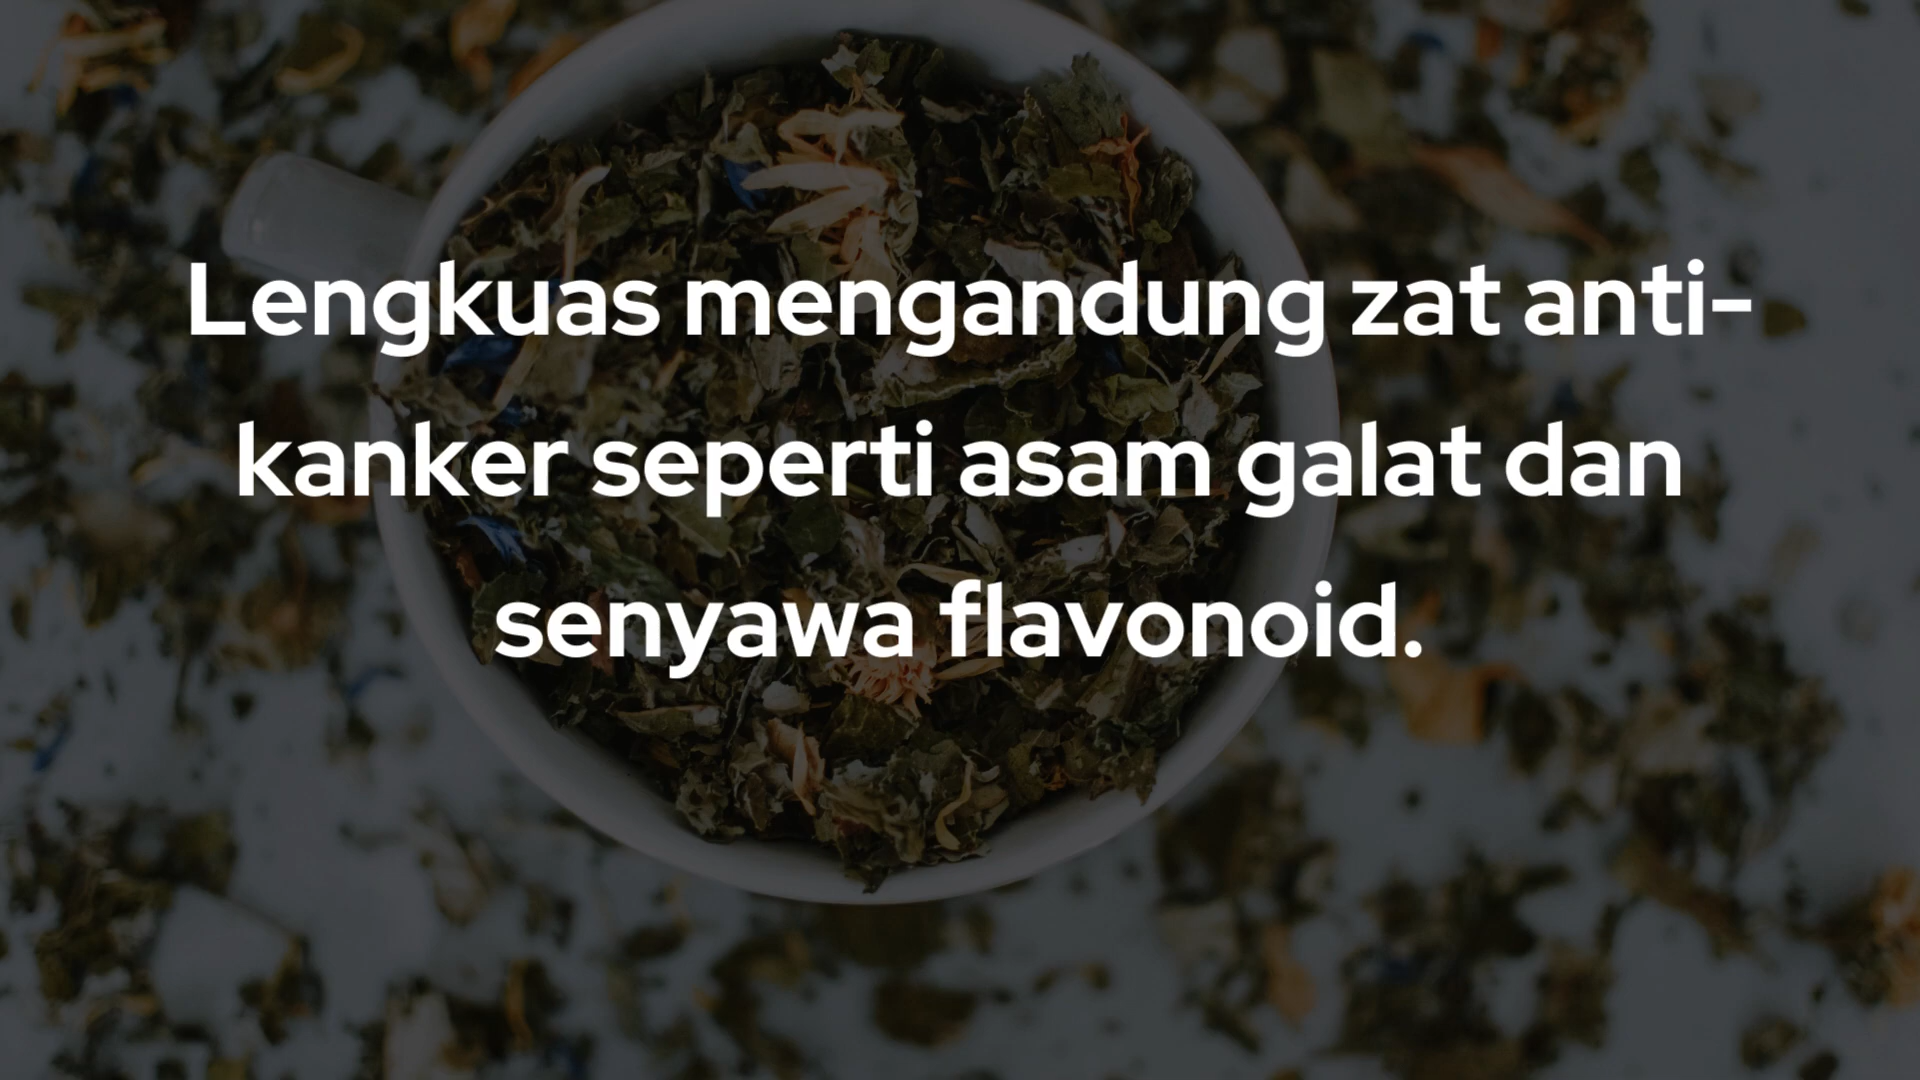 Lengkuas mengandung zat anti-
kanker seperti asam galat dan
senyawa flavonoid.